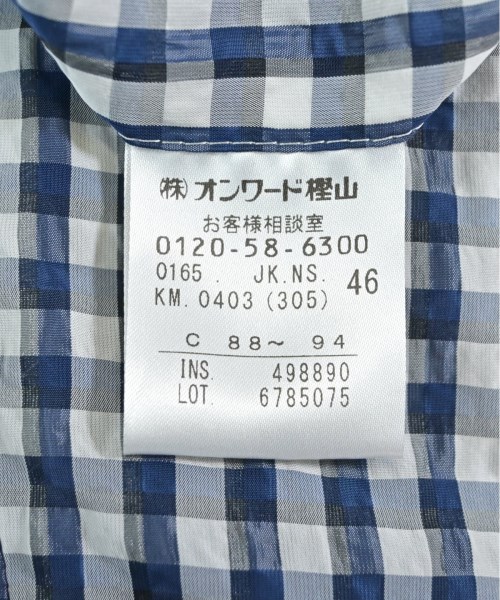 ㈱オンワード樫山
お客様相談室
0120-58-6300
0165 . JK.NS. 46
KM. 0403 (305)
C 88～ 94
INS. 498890
LOT. 6785075